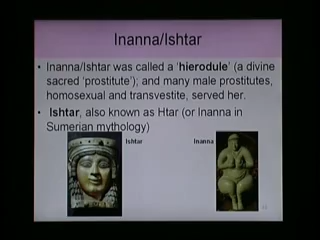 Inanna/Ishtar
• Inanna/Ishtar was called a ‘hierodule’ (a divine
sacred ‘prostitute’); and many male prostitutes,
homosexual and transvestite, served her.
• Ishtar, also known as Htar (or Inanna in
Sumerian mythology)
Ishtar
Inanna